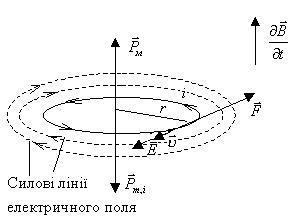 P⃗м
∂B⃗
∂t
i
r
F⃗
E⃗
υ⃗
P⃗m,i
Силові лінії
електричного поля